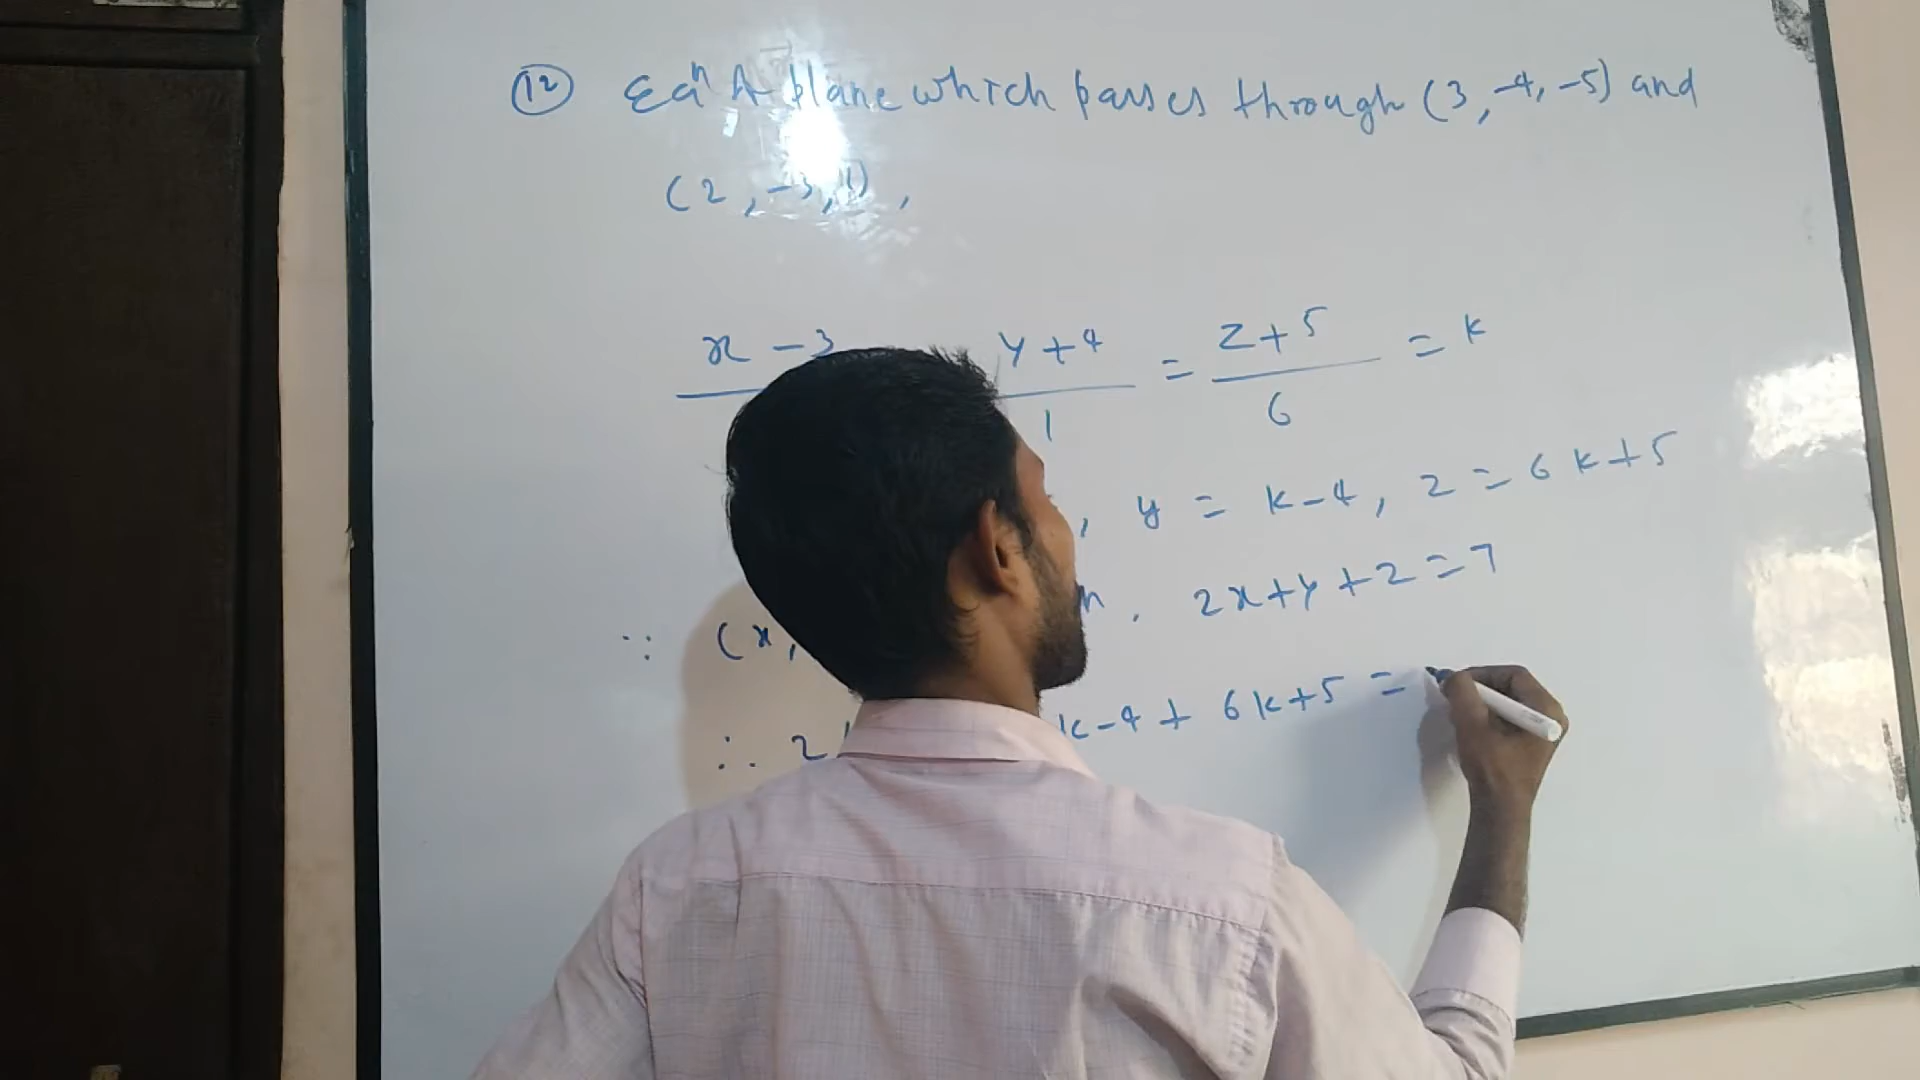 (12) Eqn A plane which passes through (3, -4, -5) and
(2, -3, 1),
x - 3 y + 4 = z + 5 = k
1 6
, y = k - 4, z = 6k + 5
∵ (x, n . 2x + y + z = 7
∴ 2 k - 4 + 6k + 5 =